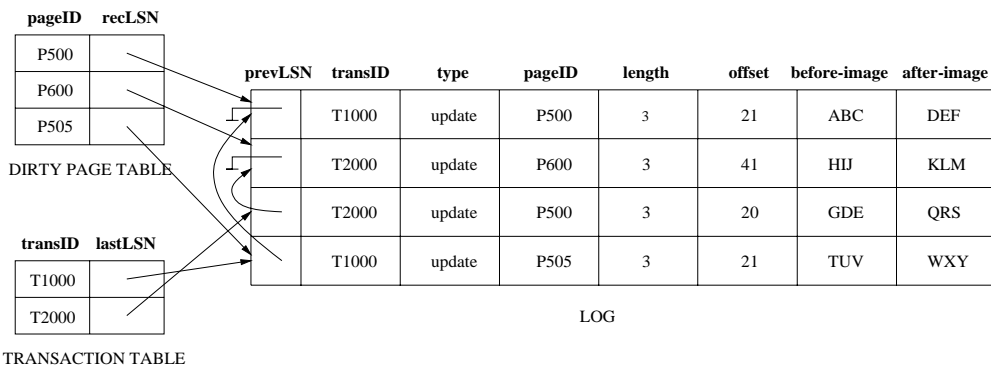 pageID recLSN
P500
P600
P505
DIRTY PAGE TABLE
transID lastLSN
T1000
T2000
TRANSACTION TABLE
prevLSN transID type pageID length offset before-image after-image
T1000 update P500 3 21 ABC DEF
T2000 update P600 3 41 HIJ KLM
T2000 update P500 3 20 GDE QRS
T1000 update P505 3 21 TUV WXY
LOG